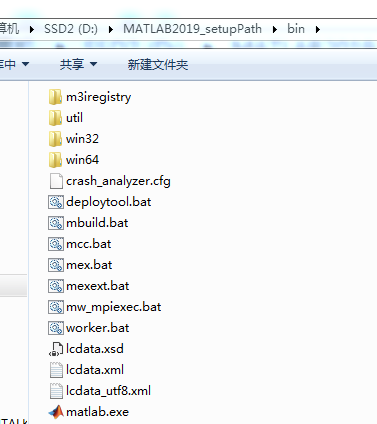 算机 ▸ SSD2 (D:) ▸ MATLAB2019_setupPath ▸ bin ▸
库中 ▾ 共享 ▾ 新建文件夹
m3iregistry
util
win32
win64
crash_analyzer.cfg
deploytool.bat
mbuild.bat
mcc.bat
mex.bat
mexext.bat
mw_mpiexec.bat
worker.bat
lcdata.xsd
lcdata.xml
lcdata_utf8.xml
matlab.exe